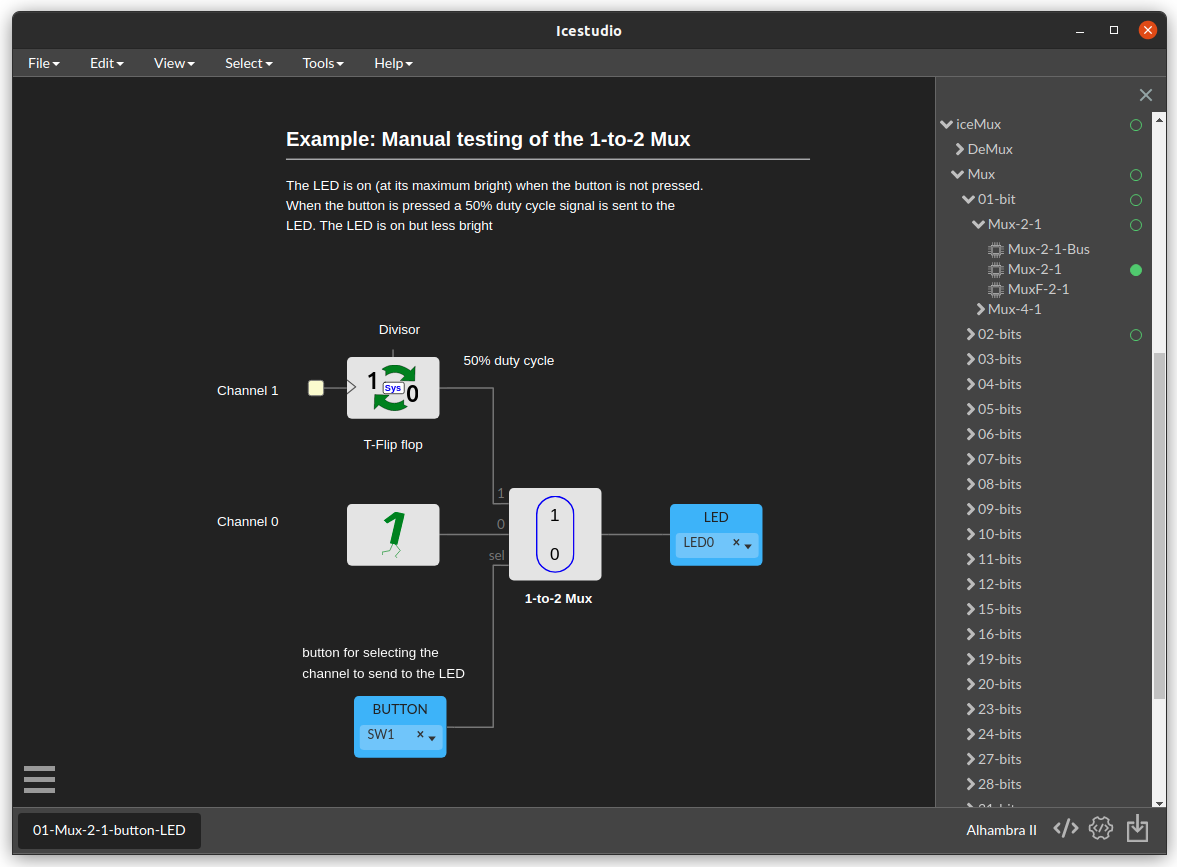 Icestudio
File
Edit
View
Select
Tools
Help
Example: Manual testing of the 1-to-2 Mux
The LED is on (at its maximum bright) when the button is not pressed.
When the button is pressed a 50% duty cycle signal is sent to the
LED. The LED is on but less bright
Divisor
50% duty cycle
Channel 1
1
Sys
0
T-Flip flop
Channel 0
1
1
0
sel
1
0
1-to-2 Mux
LED
LED0
button for selecting the
channel to send to the LED
BUTTON
SW1
iceMux
DeMux
Mux
01-bit
Mux-2-1
Mux-2-1-Bus
Mux-2-1
MuxF-2-1
Mux-4-1
02-bits
03-bits
04-bits
05-bits
06-bits
07-bits
08-bits
09-bits
10-bits
11-bits
12-bits
15-bits
16-bits
19-bits
20-bits
23-bits
24-bits
27-bits
28-bits
01-Mux-2-1-button-LED
Alhambra II